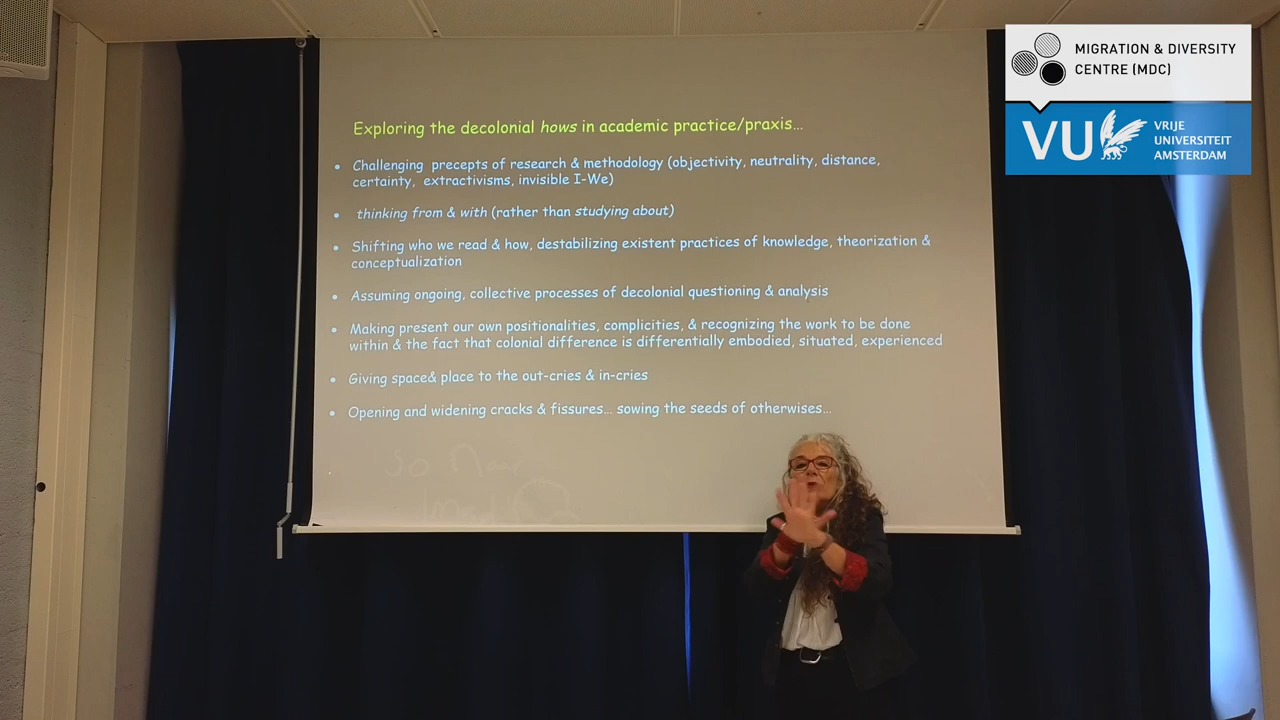 MIGRATION & DIVERSITY
CENTRE (MDC)
VU
VRIJE
UNIVERSITEIT
AMSTERDAM
Exploring the decolonial hows in academic practice/praxis...
• Challenging precepts of research & methodology (objectivity, neutrality, distance,
certainty, extractivisms, invisible I-We)
• thinking from & with (rather than studying about)
• Shifting who we read & how, destabilizing existent practices of knowledge, theorization &
conceptualization
• Assuming ongoing, collective processes of decolonial questioning & analysis
• Making present our own positionalities, complicities, & recognizing the work to be done
within & the fact that colonial difference is differentially embodied, situated, experienced
• Giving space& place to the out-cries & in-cries
• Opening and widening cracks & fissures... sowing the seeds of otherwises...
so